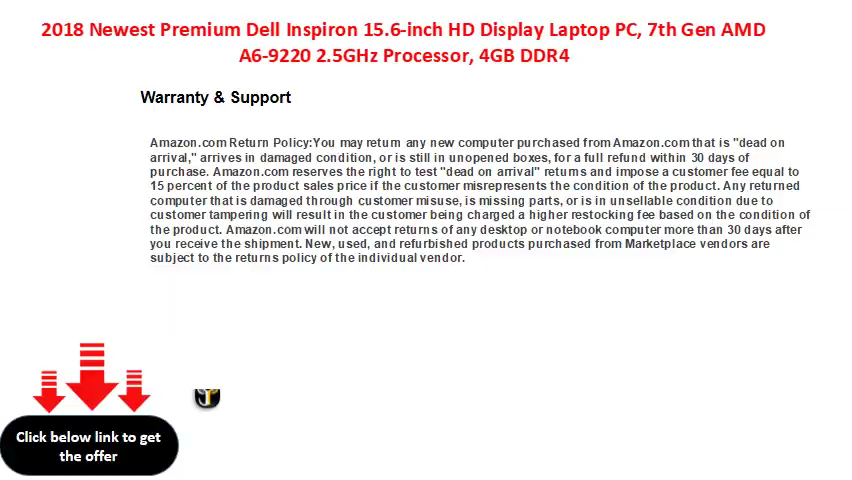 2018 Newest Premium Dell Inspiron 15.6-inch HD Display Laptop PC, 7th Gen AMD
A6-9220 2.5GHz Processor, 4GB DDR4
Warranty & Support
Amazon.com Return Policy:You may return any new computer purchased from Amazon.com that is "dead on
arrival," arrives in damaged condition, or is still in unopened boxes, for a full refund within 30 days of
purchase. Amazon.com reserves the right to test "dead on arrival" returns and impose a customer fee equal to
15 percent of the product sales price if the customer misrepresents the condition of the product. Any returned
computer that is damaged through customer misuse, is missing parts, or is in unsellable condition due to
customer tampering will result in the customer being charged a higher restocking fee based on the condition of
the product. Amazon.com will not accept returns of any desktop or notebook computer more than 30 days after
you receive the shipment. New, used, and refurbished products purchased from Marketplace vendors are
subject to the returns policy of the individual vendor.
Click below link to get
the offer